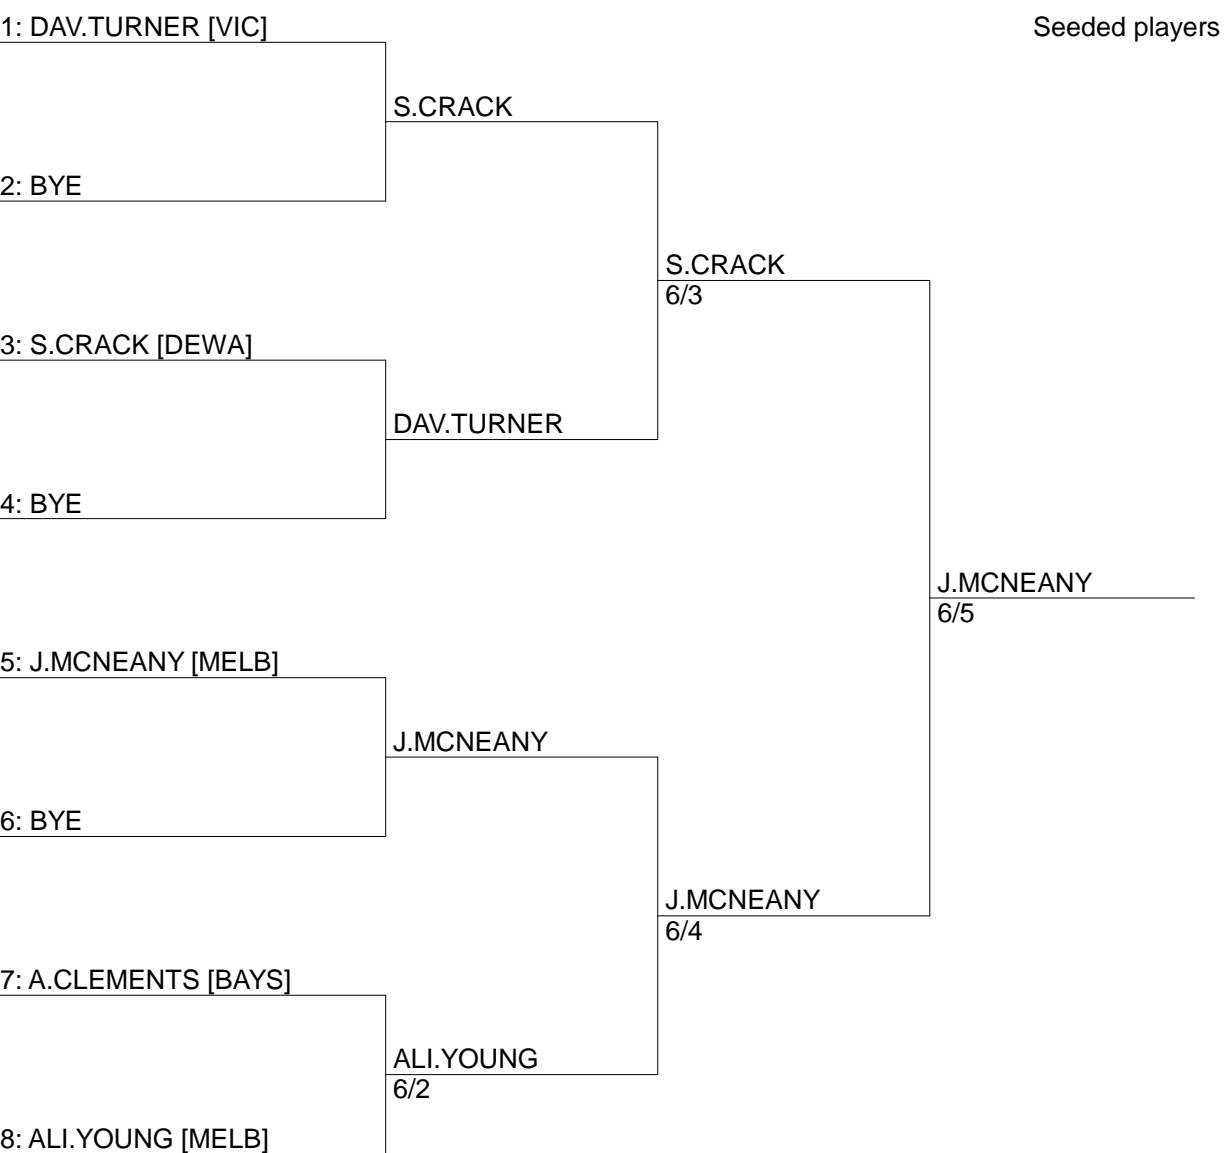 1: DAV.TURNER [VIC]
Seeded players
S.CRACK
2: BYE
S.CRACK
6/3
3: S.CRACK [DEWA]
DAV.TURNER
4: BYE
J.MCNEANY
6/5
5: J.MCNEANY [MELB]
J.MCNEANY
6: BYE
J.MCNEANY
6/4
7: A.CLEMENTS [BAYS]
ALI.YOUNG
6/2
8: ALI.YOUNG [MELB]